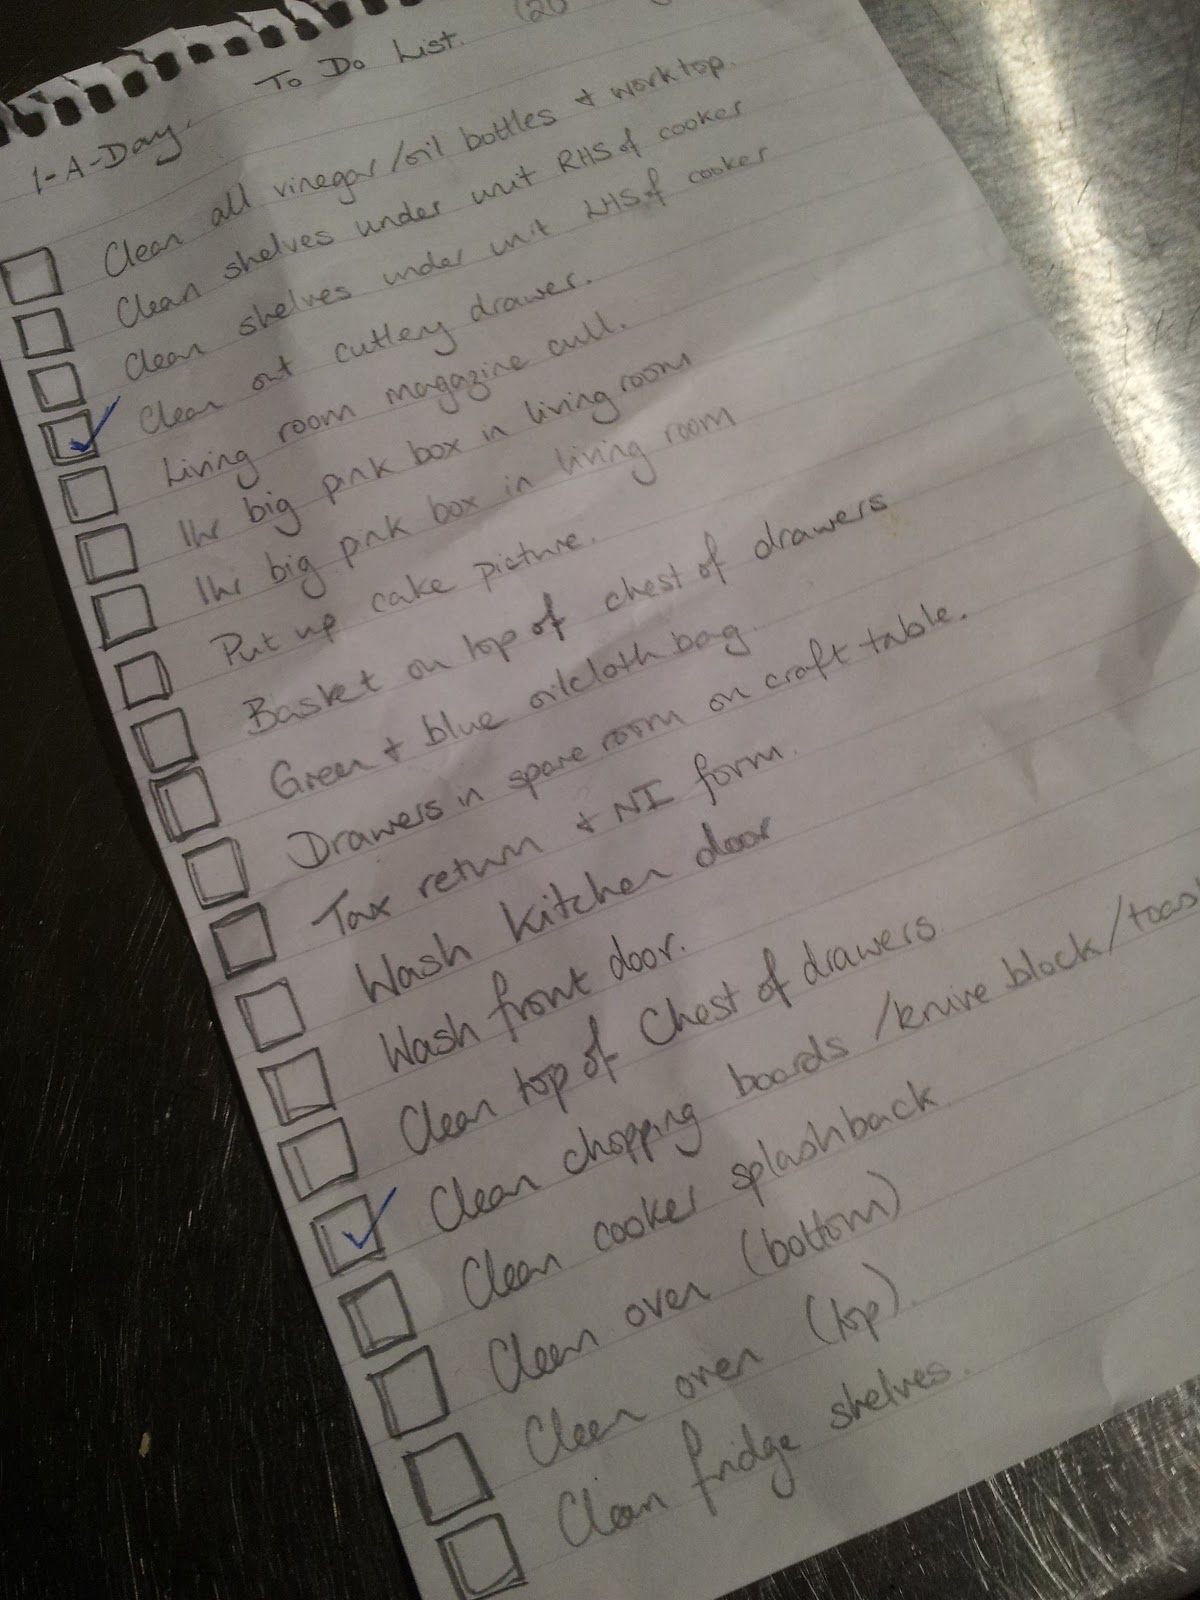 (20
To Do List.
1-A-Day.
Clean all vinegar/oil bottles + worktop.
Clean shelves under unit RHS of cooker
Clean shelves under unit LHS of cooker
Clean out cutlery drawer.
Living room magazine cull.
1hr big pink box in living room
1hr big pink box in living room
Put up cake picture.
Basket on top of chest of drawers
Green + blue oilcloth bag.
Drawers in spare room on craft table.
Tax return + NI form.
Wash kitchen door
Wash front door.
Clean top of Chest of drawers
Clean chopping boards /knive block/toas
Clean cooker splashback
Clean oven (bottom)
Clean oven (top).
Clean fridge shelves.